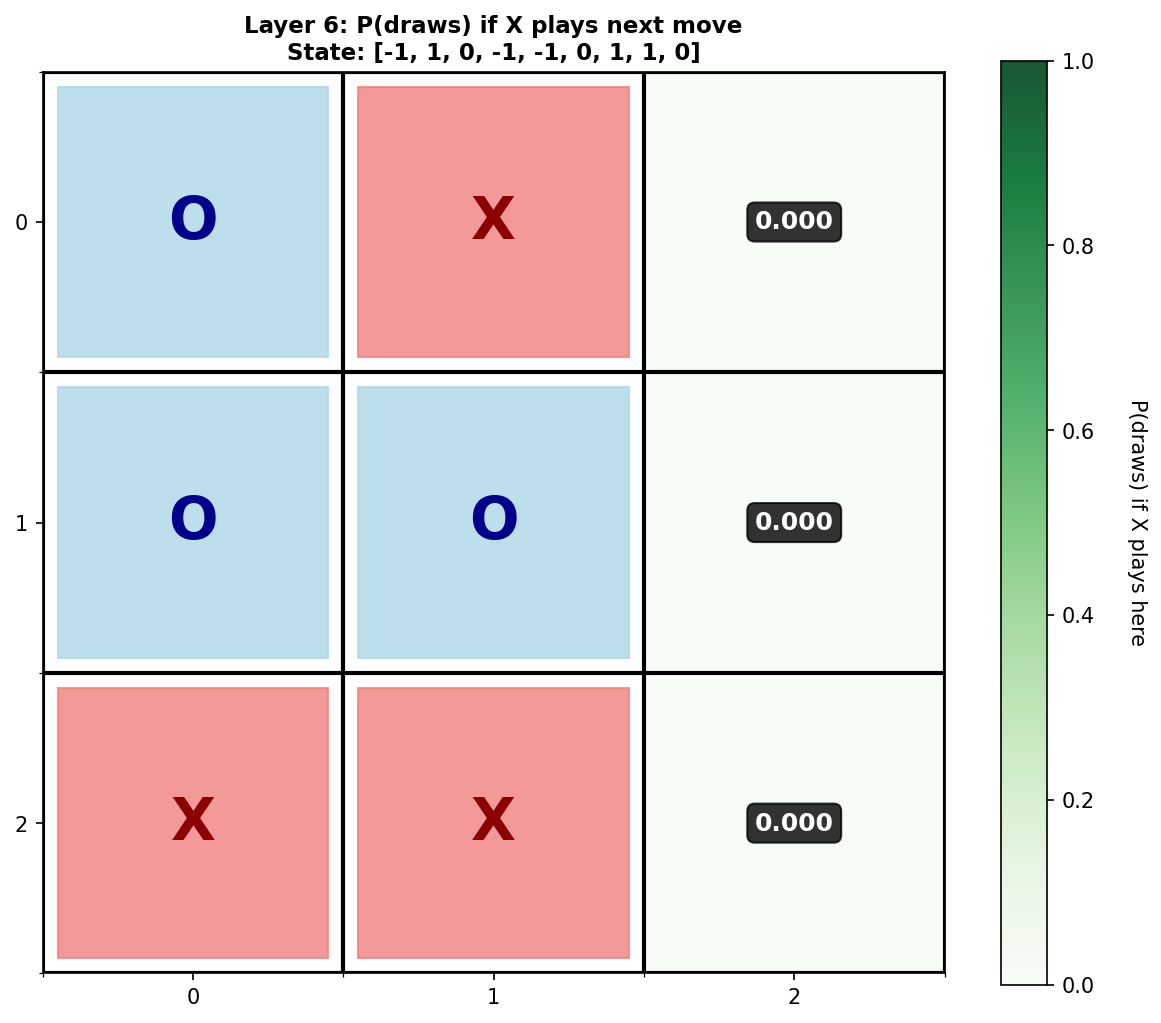 Layer 6: P(draws) if X plays next move
State: [-1, 1, 0, -1, -1, 0, 1, 1, 0]
O
X
0.000
O
O
0.000
X
X
0.000
0
1
2
0
1
2
1.0
0.8
0.6
0.4
0.2
0.0
P(draws) if X plays here